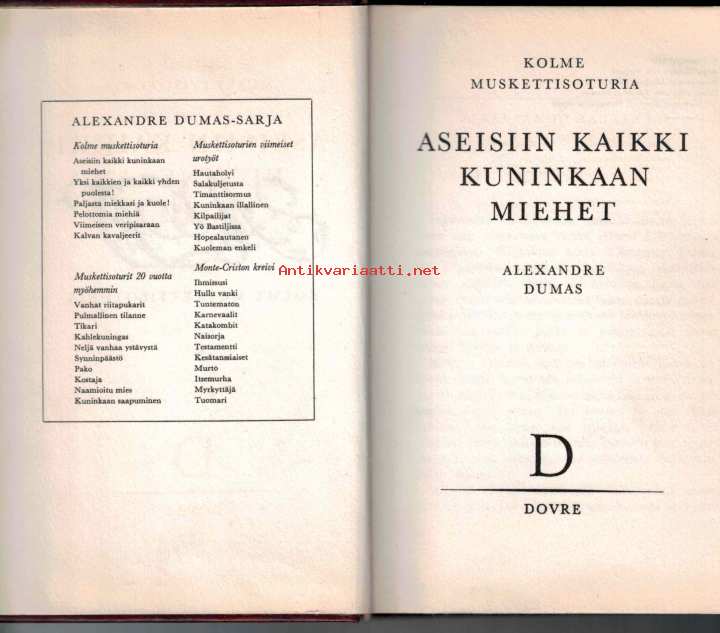 ALEXANDRE DUMAS-SARJA
Kolme muskettisoturia
Aseisiin kaikki kuninkaan
miehet
Yksi kaikkien ja kaikki yhden
puolesta!
Paljasta miekkasi ja kuole!
Pelottomia miehiä
Viimeiseen veripisaraan
Kalvan kavaljeerit
Muskettisoturien viimeiset
urotyöt
Hautaholvi
Salakuljetusta
Timanttisormus
Kuninkaan illallinen
Kilpailijat
Yö Bastiljissa
Hopealautanen
Kuoleman enkeli
Muskettisoturit 20 vuotta
myöhemmin
Vanhat riitapukarit
Pulmallinen tilanne
Tikari
Kahlekuningas
Neljä vanhaa ystävystä
Synninpäästö
Pako
Kostaja
Naamioitu mies
Kuninkaan saapuminen
Monte-Criston kreivi
Ihmissusi
Hullu vanki
Tuntematon
Karnevaalit
Katakombit
Naisorja
Testamentti
Kesätanssiaiset
Murto
Itsemurha
Myrkyttäjä
Tuomari
Antikvariaatti.net
KOLME
MUSKETTISOTURIA
ASEISIIN KAIKKI
KUNINKAAN
MIEHET
ALEXANDRE
DUMAS
D
DOVRE